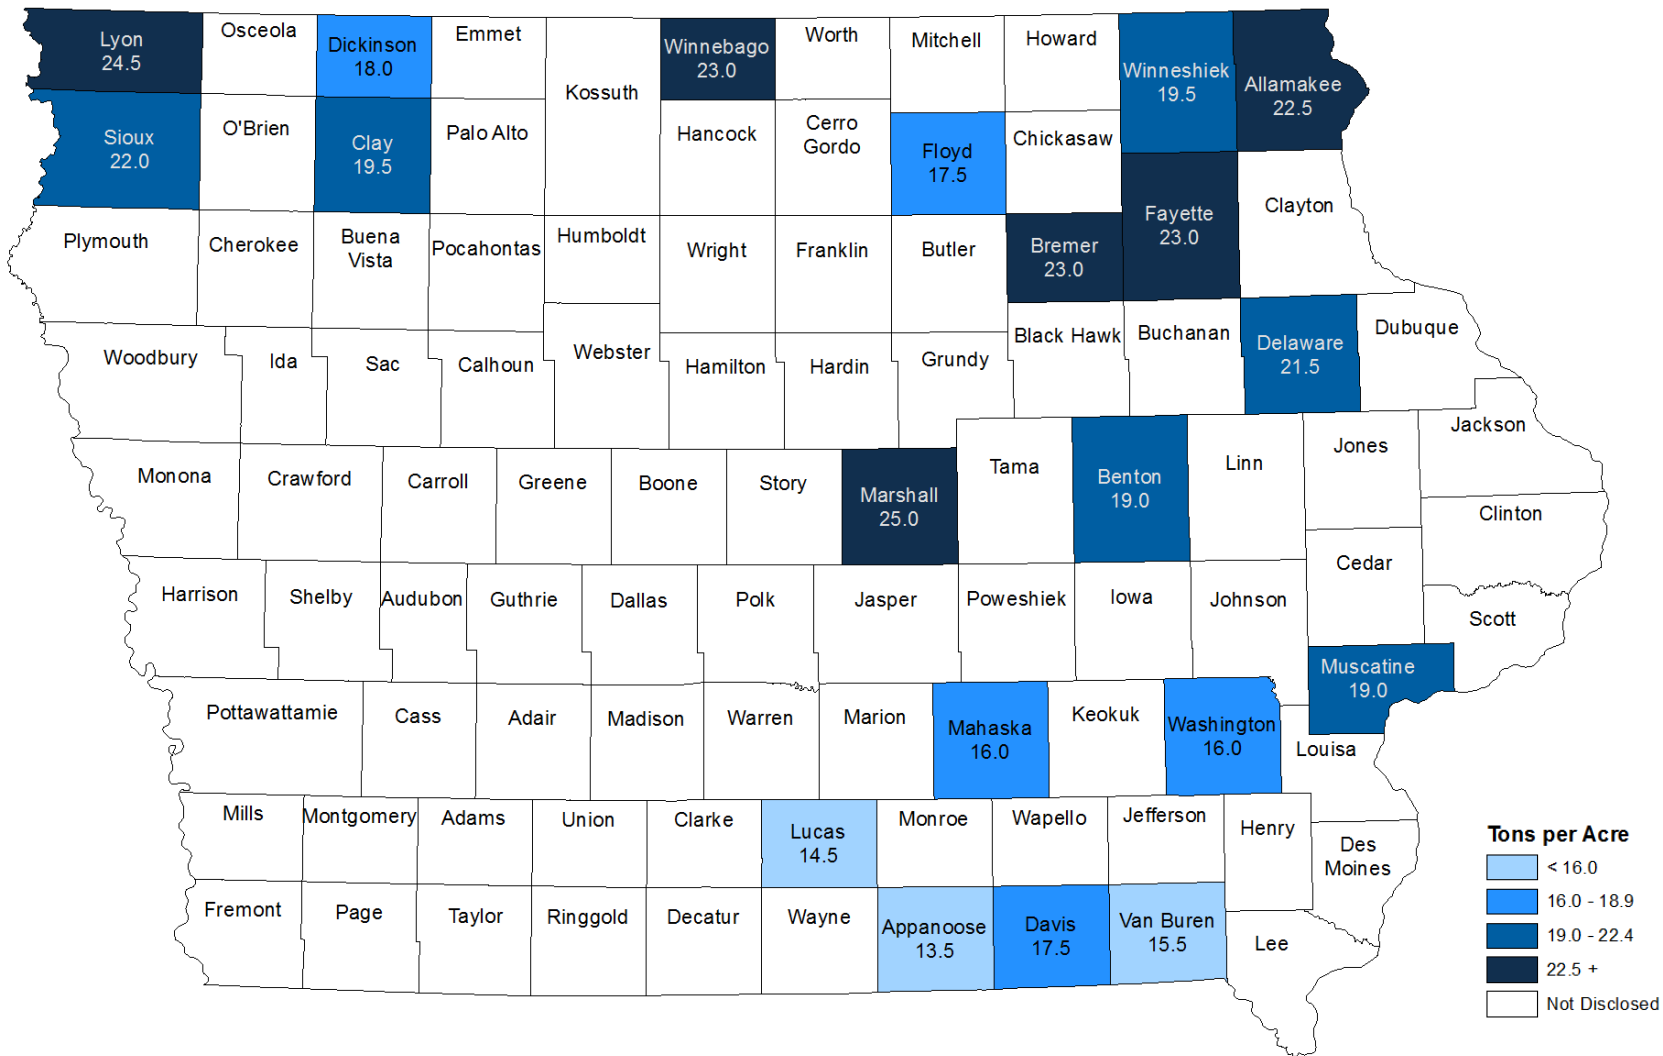 Lyon
24.5
Osceola
Dickinson
18.0
Emmet
Kossuth
Winnebago
23.0
Worth
Mitchell
Howard
Winneshiek
19.5
Allamakee
22.5
Sioux
22.0
O'Brien
Clay
19.5
Palo Alto
Hancock
Cerro
Gordo
Floyd
17.5
Chickasaw
Fayette
23.0
Clayton
Plymouth
Cherokee
Buena
Vista
Pocahontas
Humboldt
Wright
Franklin
Butler
Bremer
23.0
Woodbury
Ida
Sac
Calhoun
Webster
Hamilton
Hardin
Grundy
Black Hawk
Buchanan
Delaware
21.5
Dubuque
Monona
Crawford
Carroll
Greene
Boone
Story
Marshall
25.0
Tama
Benton
19.0
Linn
Jones
Jackson
Clinton
Cedar
Harrison
Shelby
Audubon
Guthrie
Dallas
Polk
Jasper
Poweshiek
Iowa
Johnson
Scott
Muscatine
19.0
Pottawattamie
Cass
Adair
Madison
Warren
Marion
Mahaska
16.0
Keokuk
Washington
16.0
Louisa
Mills
Montgomery
Adams
Union
Clarke
Lucas
14.5
Monroe
Wapello
Jefferson
Henry
Des
Moines
Fremont
Page
Taylor
Ringgold
Decatur
Wayne
Appanoose
13.5
Davis
17.5
Van Buren
15.5
Lee
Tons per Acre
< 16.0
16.0 - 18.9
19.0 - 22.4
22.5 +
Not Disclosed